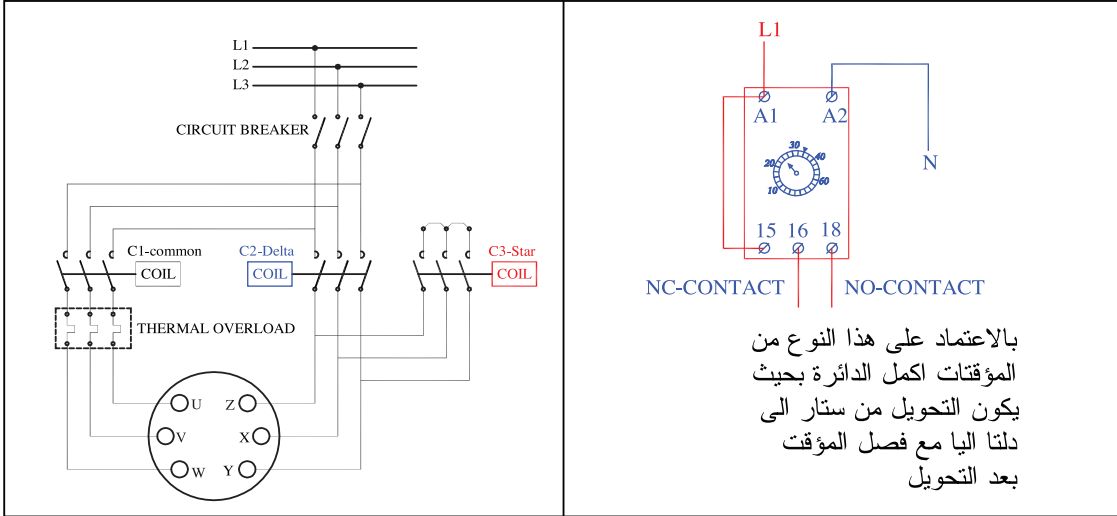 L1
L2
L3
CIRCUIT BREAKER
C1-common
COIL
C2-Delta
COIL
C3-Star
COIL
THERMAL OVERLOAD
U Z
V X
W Y
L1
A1 A2
10 20 30 40 60
N
15 16 18
NC-CONTACT NO-CONTACT
بالاعتماد على هذا النوع من
المؤقتات اكمل الدائرة بحيث
يكون التحويل من ستار الى
دلتا اليا مع فصل المؤقت
بعد التحويل